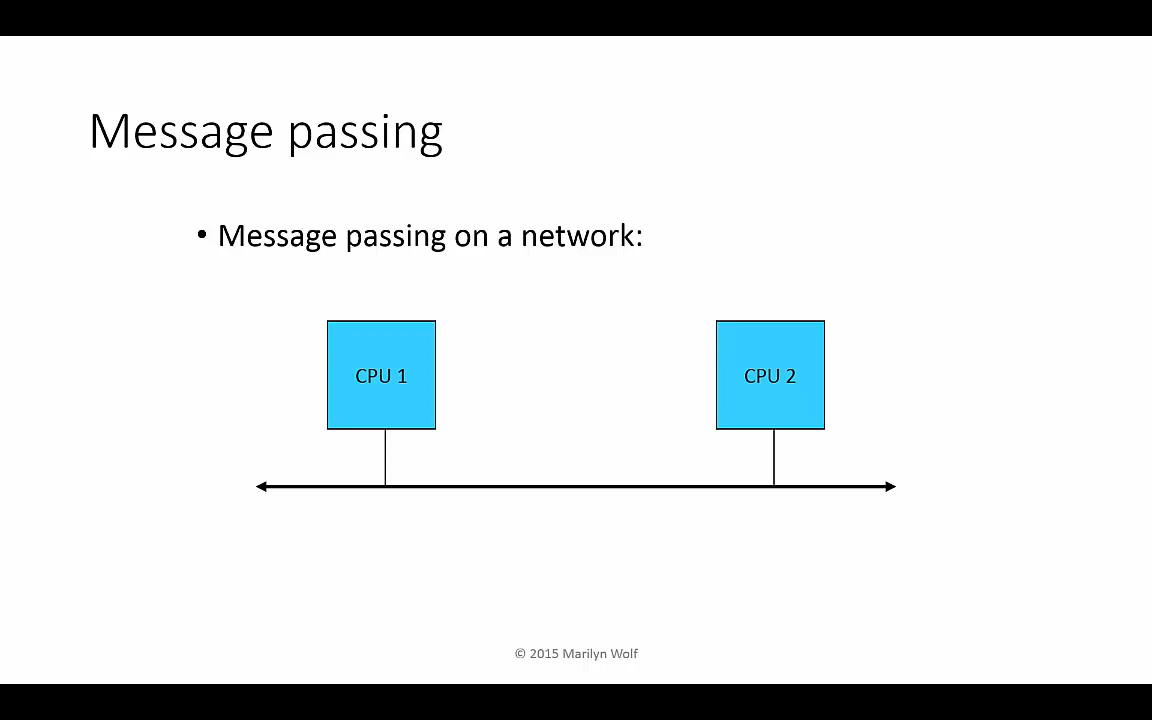 Message passing
• Message passing on a network:
CPU 1
CPU 2
© 2015 Marilyn Wolf